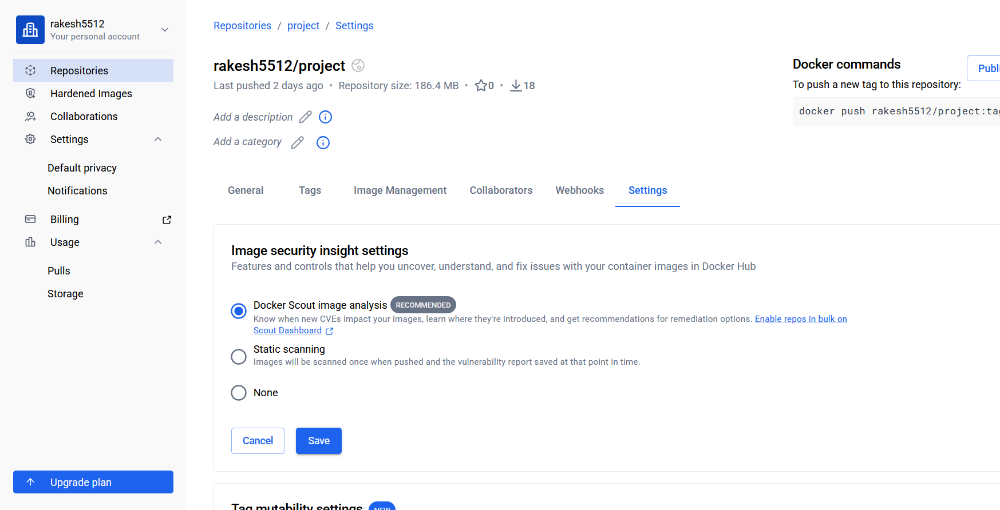 rakesh5512
Your personal account
Repositories
Hardened Images
Collaborations
Settings
Default privacy
Notifications
Billing
Usage
Pulls
Storage
Upgrade plan
Repositories / project / Settings
rakesh5512/project
Last pushed 2 days ago • Repository size: 186.4 MB • 0 • 18
Add a description
Add a category
Docker commands
Publi
To push a new tag to this repository:
docker push rakesh5512/project:tag
General Tags Image Management Collaborators Webhooks Settings
Image security insight settings
Features and controls that help you uncover, understand, and fix issues with your container images in Docker Hub
Docker Scout image analysis RECOMMENDED
Know when new CVEs impact your images, learn where they're introduced, and get recommendations for remediation options. Enable repos in bulk on
Scout Dashboard
Static scanning
Images will be scanned once when pushed and the vulnerability report saved at that point in time.
None
Cancel Save
Tag mutability settings NEW